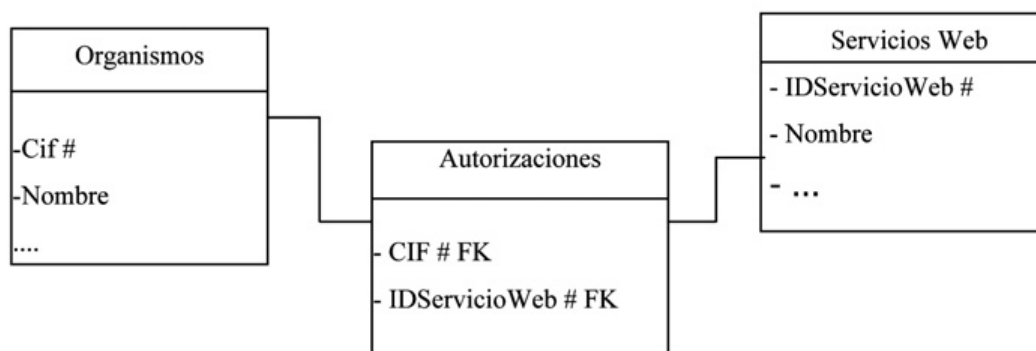 Organismos
-Cif #
-Nombre
....
Autorizaciones
- CIF # FK
- IDServicioWeb # FK
Servicios Web
- IDServicioWeb #
- Nombre
- ...